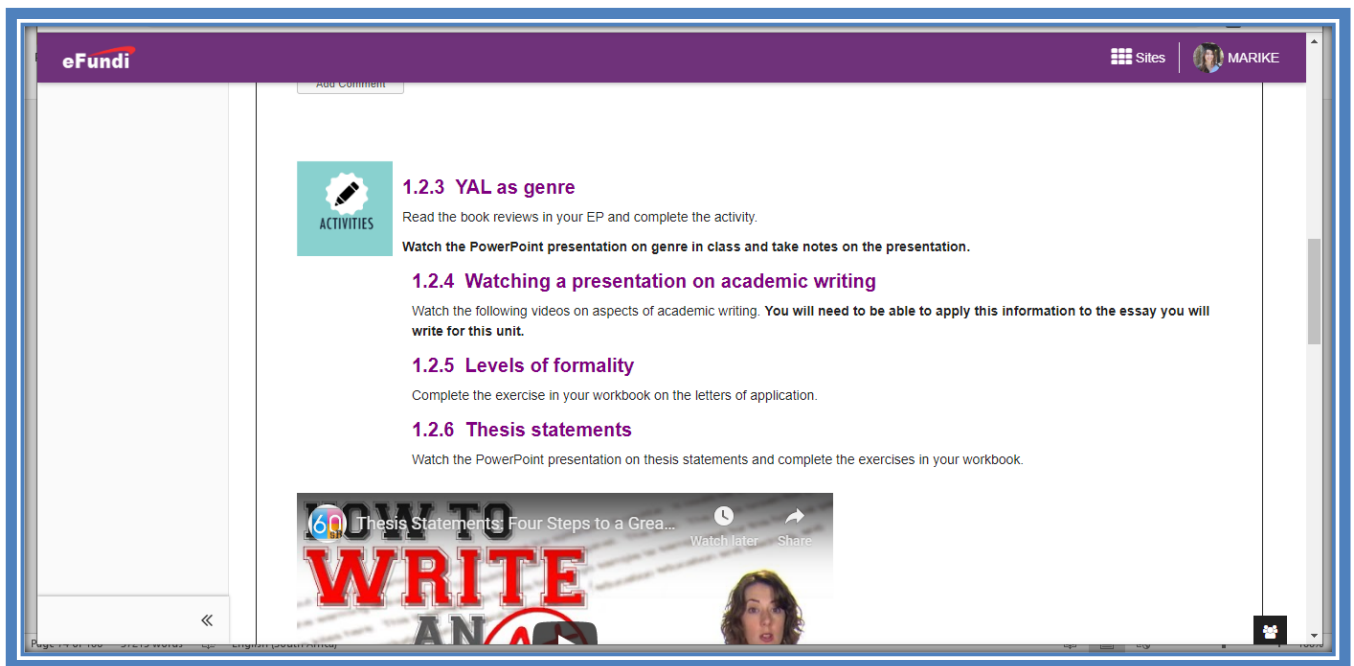 eFundi
Sites
MARIKE
Add Comment
ACTIVITIES
1.2.3 YAL as genre
Read the book reviews in your EP and complete the activity.
Watch the PowerPoint presentation on genre in class and take notes on the presentation.
1.2.4 Watching a presentation on academic writing
Watch the following videos on aspects of academic writing. You will need to be able to apply this information to the essay you will
write for this unit.
1.2.5 Levels of formality
Complete the exercise in your workbook on the letters of application.
1.2.6 Thesis statements
Watch the PowerPoint presentation on thesis statements and complete the exercises in your workbook.
HOW TO
Thesis Statements: Four Steps to a Grea...
Watch later
Share
WRITE
AN